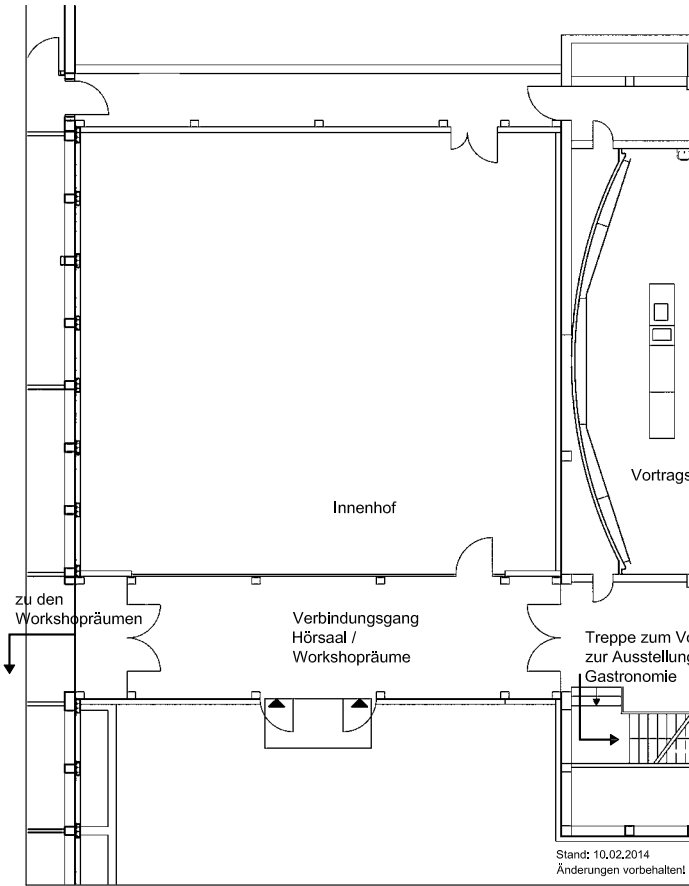 Vortrags
Innenhof
zu den
Workshopräumen
Verbindungsgang
Hörsaal /
Workshopräume
Treppe zum Vo
zur Ausstellung
Gastronomie
Stand: 10.02.2014
Änderungen vorbehalten!